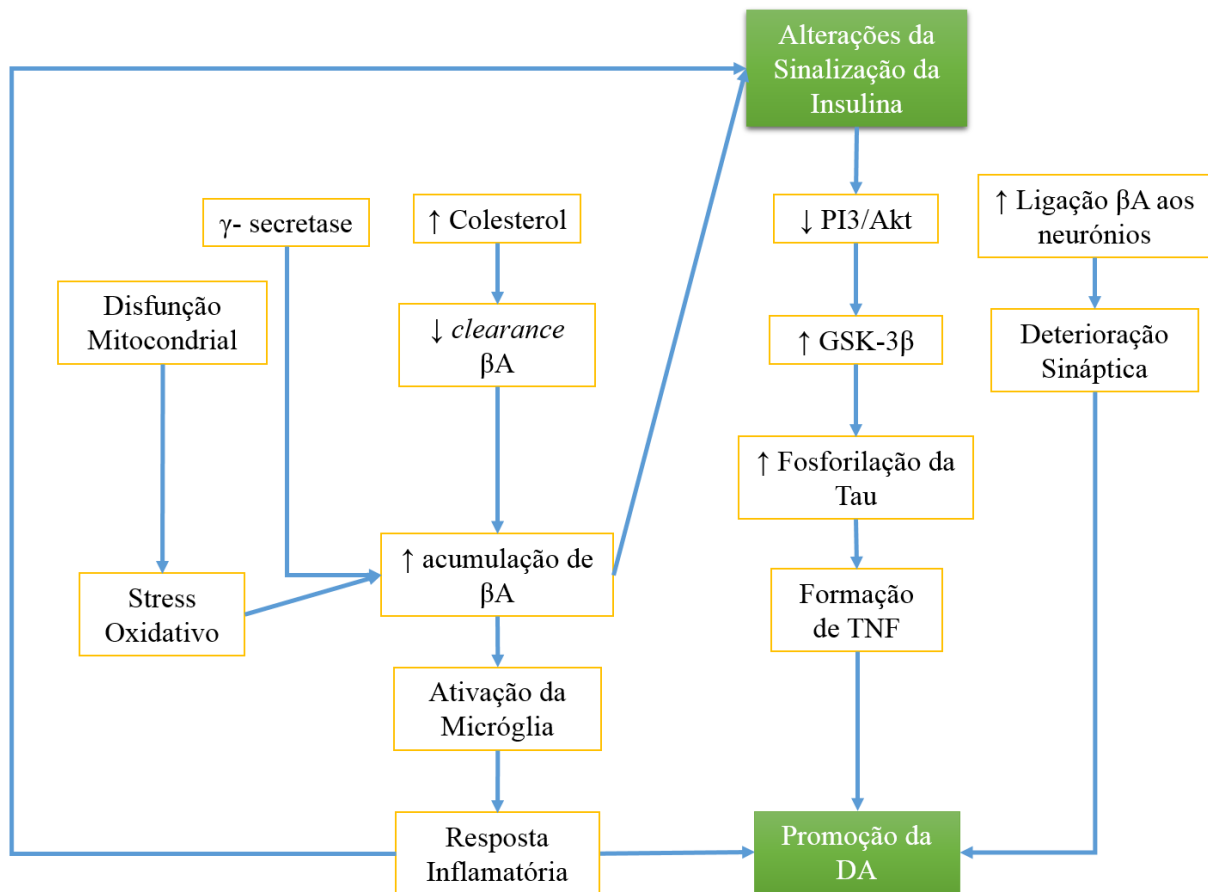 Alterações da
Sinalização da
Insulina
γ- secretase
↑ Colesterol
↓ PI3/Akt
↑ Ligação βA aos
neurónios
Disfunção
Mitocondrial
↓ clearance
βA
↑ GSK-3β
Deterioração
Sináptica
↑ Fosforilação da
Tau
↑ acumulação de
βA
Stress
Oxidativo
Formação
de TNF
Ativação da
Micróglia
Resposta
Inflamatória
Promoção da
DA